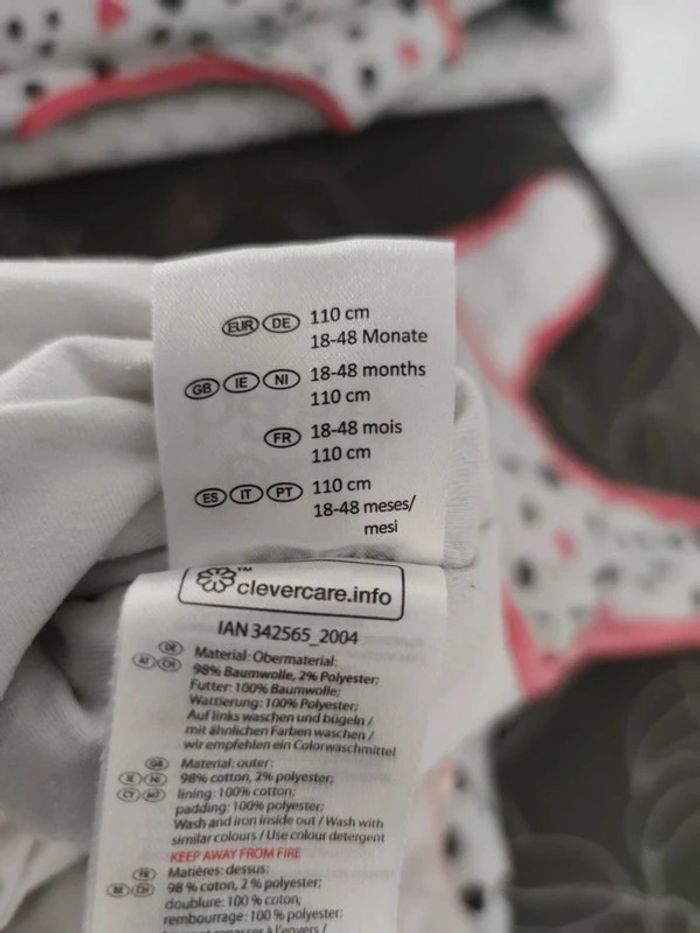 EUR DE 110 cm
18-48 Monate
GB IE NI 18-48 months
110 cm
FR 18-48 mois
110 cm
ES IT PT 110 cm
18-48 meses/
mesi
clevercare.info™
IAN 342565_2004
DE Material: Obermaterial:
AT CH 98% Baumwolle, 2% Polyester;
Futter: 100% Baumwolle;
Wattierung: 100% Polyester;
Auf links waschen und bügeln /
mit ähnlichen Farben waschen /
wir empfehlen ein Colorwaschmittel
GB Material: outer:
IE NI 98% cotton, 2% polyester;
CY MT lining: 100% cotton;
padding: 100% polyester;
Wash and iron inside out / Wash with
similar colours / Use colour detergent
KEEP AWAY FROM FIRE
FR Matières: dessus:
BE CH 98 % coton, 2 % polyester;
doublure: 100 % coton;
rembourrage: 100 % polyester;